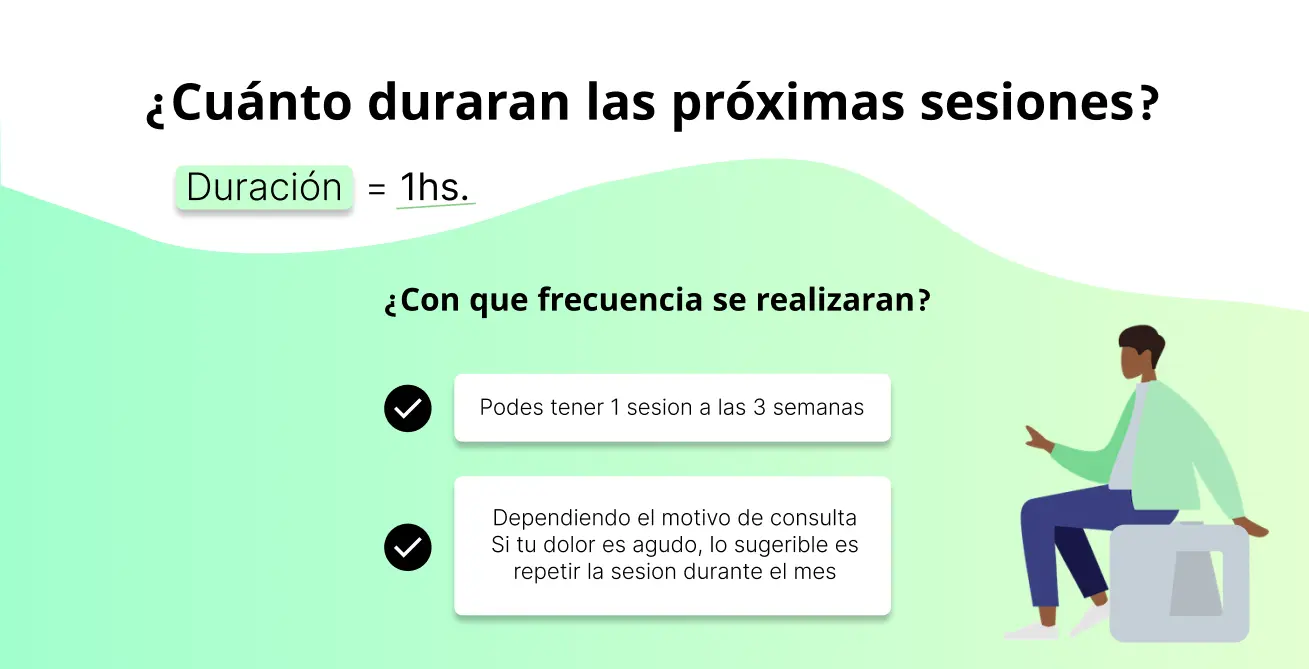 ¿Cuánto duraran las próximas sesiones?
Duración = 1hs.
¿Con que frecuencia se realizaran?
Podes tener 1 sesion a las 3 semanas
Dependiendo el motivo de consulta
Si tu dolor es agudo, lo sugerible es
repetir la sesion durante el mes